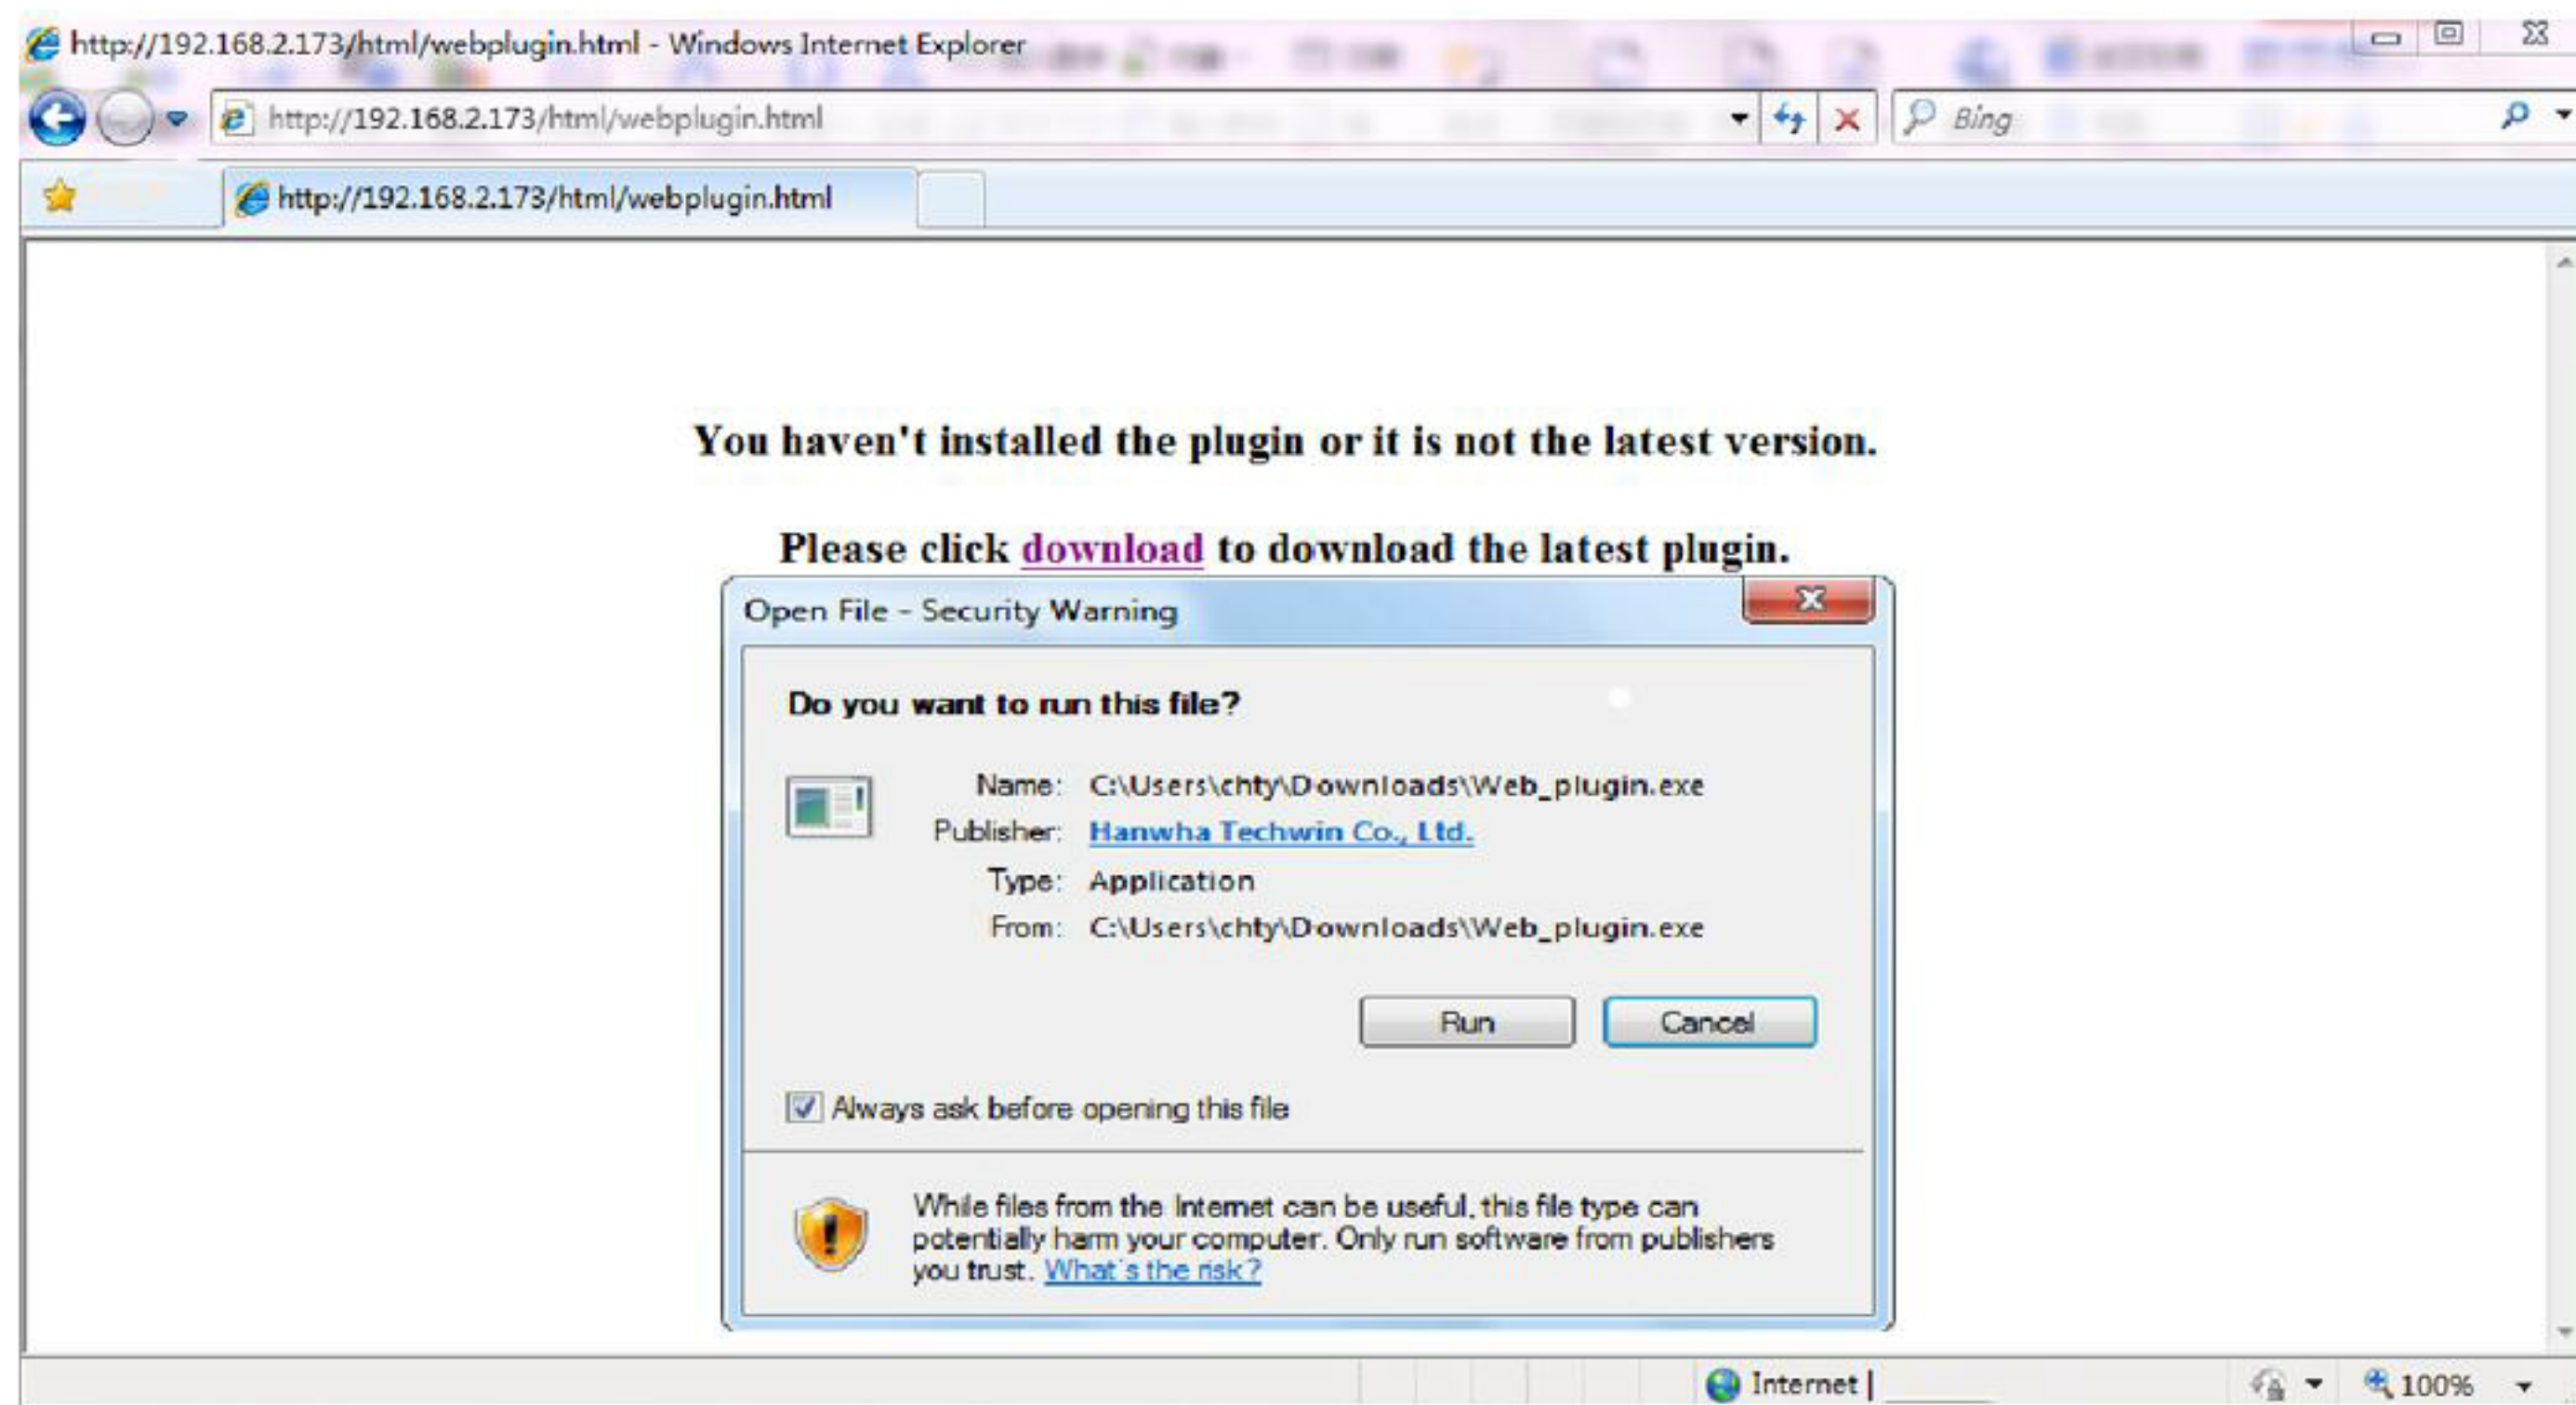 http://192.168.2.173/html/webplugin.html - Windows Internet Explorer
http://192.168.2.173/html/webplugin.html
Bing
http://192.168.2.173/html/webplugin.html
You haven't installed the plugin or it is not the latest version.
Please click download to download the latest plugin.
Open File - Security Warning
Do you want to run this file?
Name: C:\Users\chty\Downloads\Web_plugin.exe
Publisher: Hanwha Techwin Co., Ltd.
Type: Application
From: C:\Users\chty\Downloads\Web_plugin.exe
Run Cancel
Always ask before opening this file
While files from the Internet can be useful, this file type can
potentially harm your computer. Only run software from publishers
you trust. What's the risk?
Internet |
100%